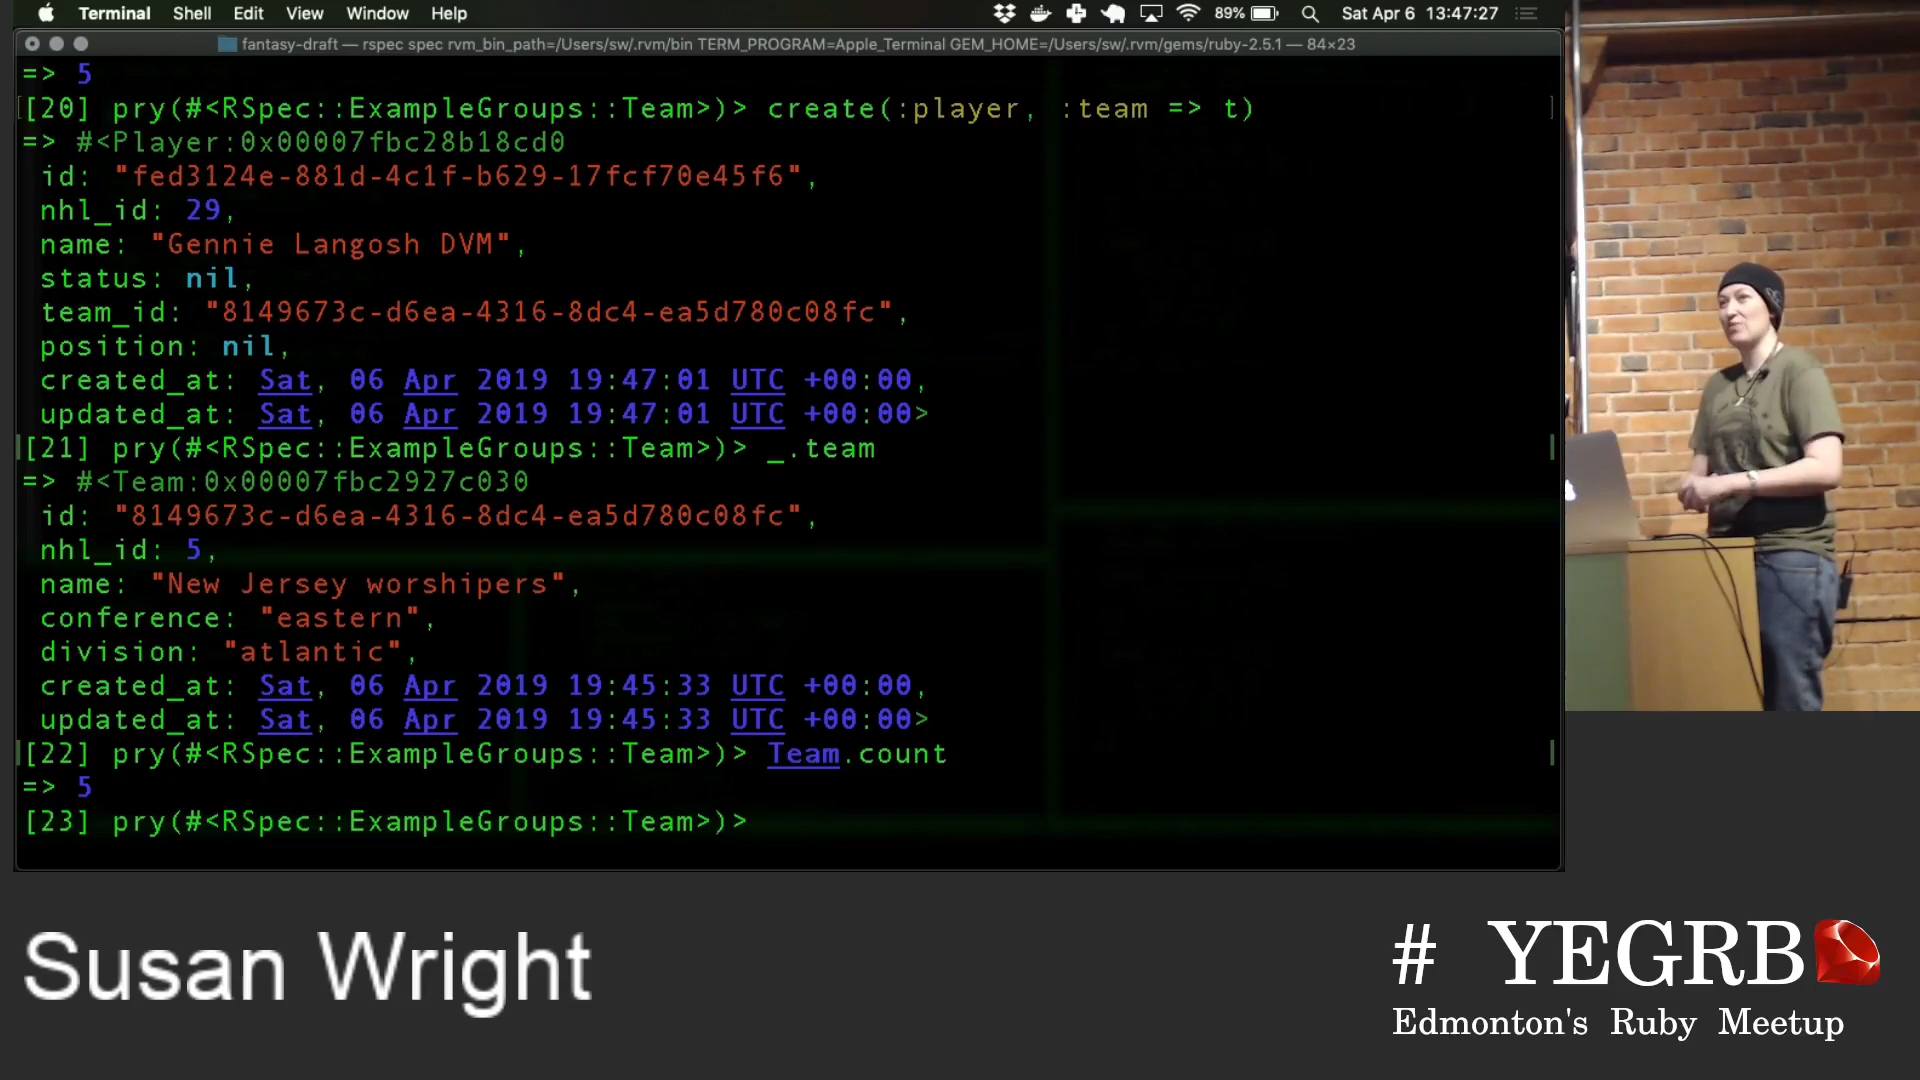 Terminal Shell Edit View Window Help 89% Sat Apr 6 13:47:27
fantasy-draft — rspec spec rvm_bin_path=/Users/sw/.rvm/bin TERM_PROGRAM=Apple_Terminal GEM_HOME=/Users/sw/.rvm/gems/ruby-2.5.1 — 84×23
=> 5
[20] pry(#<RSpec::ExampleGroups::Team>)> create(:player, :team => t)
=> #<Player:0x00007fbc28b18cd0
id: "fed3124e-881d-4c1f-b629-17fcf70e45f6",
nhl_id: 29,
name: "Gennie Langosh DVM",
status: nil,
team_id: "8149673c-d6ea-4316-8dc4-ea5d780c08fc",
position: nil,
created_at: Sat, 06 Apr 2019 19:47:01 UTC +00:00,
updated_at: Sat, 06 Apr 2019 19:47:01 UTC +00:00>
[21] pry(#<RSpec::ExampleGroups::Team>)> _.team
=> #<Team:0x00007fbc2927c030
id: "8149673c-d6ea-4316-8dc4-ea5d780c08fc",
nhl_id: 5,
name: "New Jersey worshipers",
conference: "eastern",
division: "atlantic",
created_at: Sat, 06 Apr 2019 19:45:33 UTC +00:00,
updated_at: Sat, 06 Apr 2019 19:45:33 UTC +00:00>
[22] pry(#<RSpec::ExampleGroups::Team>)> Team.count
=> 5
[23] pry(#<RSpec::ExampleGroups::Team>)>
Susan Wright
# YEGRB
Edmonton's Ruby Meetup